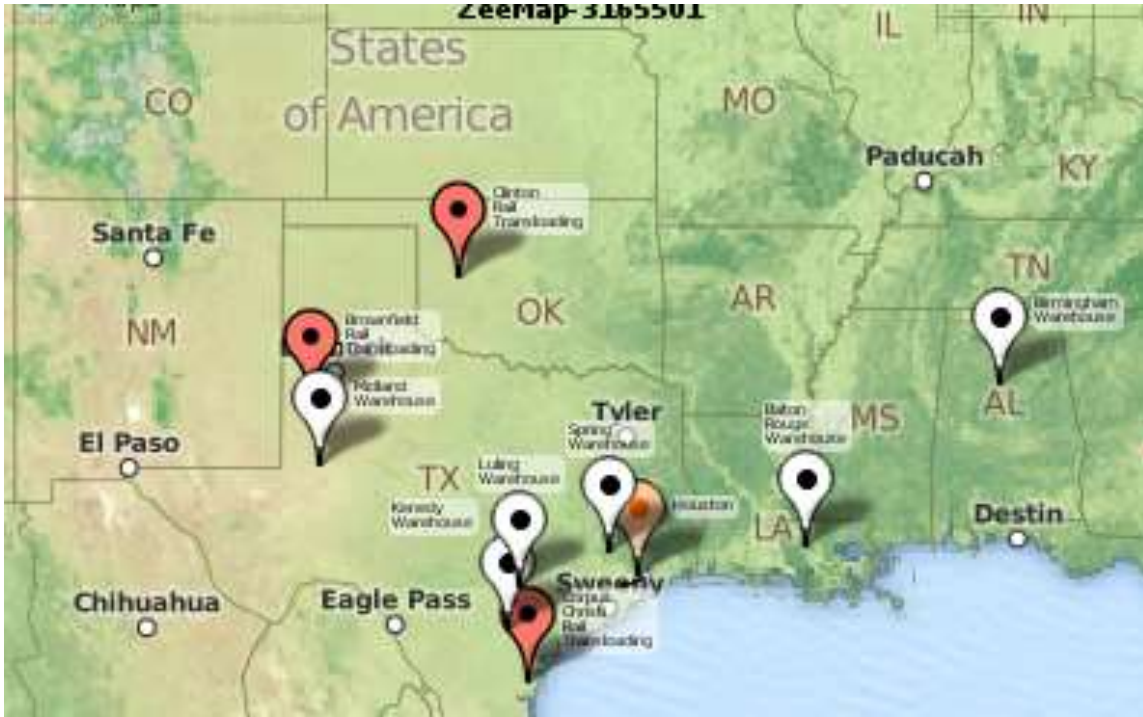 ZeeMap-3165501
States
of America
CO
MO
IL
IN
KY
Paducah
Santa Fe
NM
Clinton
Rail
Transloading
OK
AR
TN
Birmingham
Warehouse
Brownfield
Rail
Transloading
Midland
Warehouse
El Paso
TX
Tyler
Spring
Warehouse
Luling
Warehouse
Kenedy
Warehouse
Houston
Baton
Rouge
Warehouse
MS
AL
LA
Destin
Sweeny
Corpus
Christi
Rail
Transloading
Chihuahua
Eagle Pass